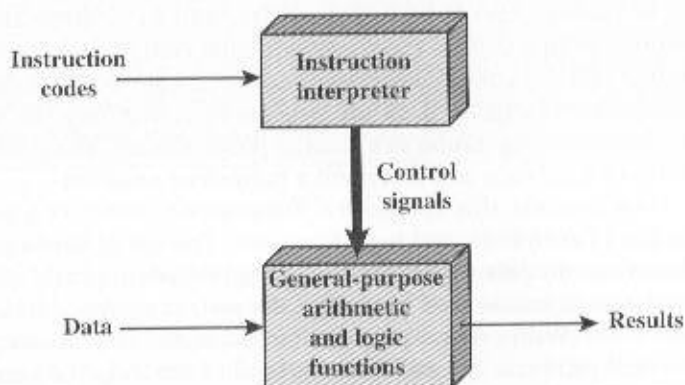 Instruction
codes
Instruction
interpreter
Control
signals
Data
General-purpose
arithmetic
and logic
functions
Results